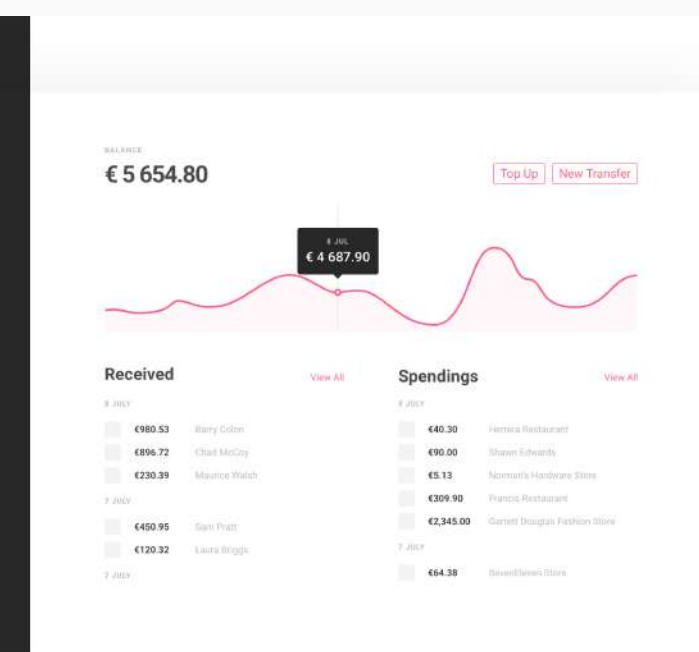 BALANCE
€ 5 654.80
Top Up
New Transfer
8 JUL
€ 4 687.90
Received
View All
8 JULY
€980.53 Barry Colon
€896.72 Chad McCoy
€230.39 Maurice Walsh
7 JULY
€450.95 Sam Pratt
€120.32 Laura Briggs
7 JULY
Spendings
View All
8 JULY
€40.30 Herrera Restaurant
€90.00 Shawn Edwards
€5.13 Norman's Hardware Store
€309.90 Francis Restaurant
€2,345.00 Garrett Douglas Fashion Store
7 JULY
€64.38 SevenEleven Store